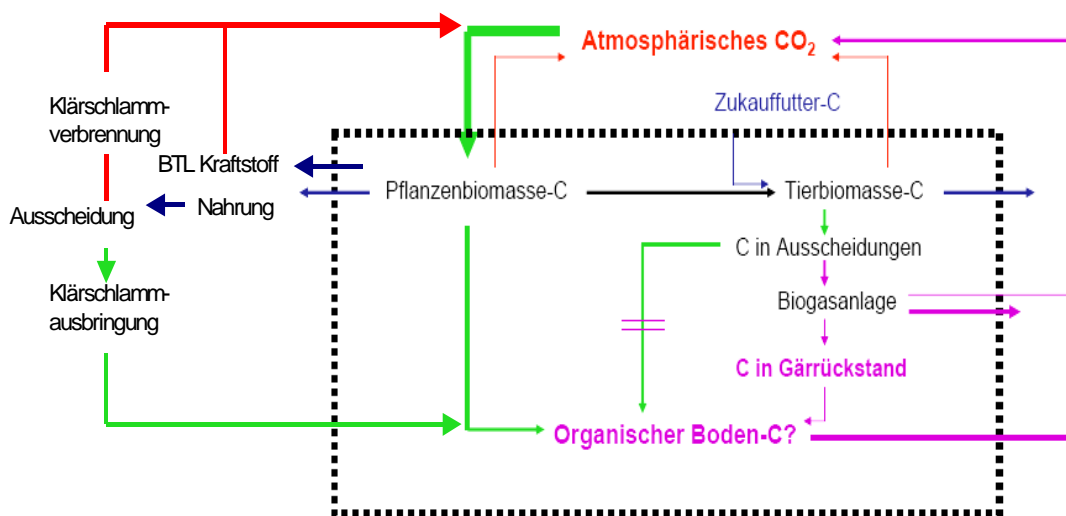 Atmosphärisches CO₂
Zukauffutter-C
Klärschlamm-
verbrennung
BTL Kraftstoff
Pflanzenbiomasse-C
Tierbiomasse-C
Ausscheidung
Nahrung
C in Ausscheidungen
Klärschlamm-
ausbringung
Biogasanlage
C in Gärrückstand
Organischer Boden-C?